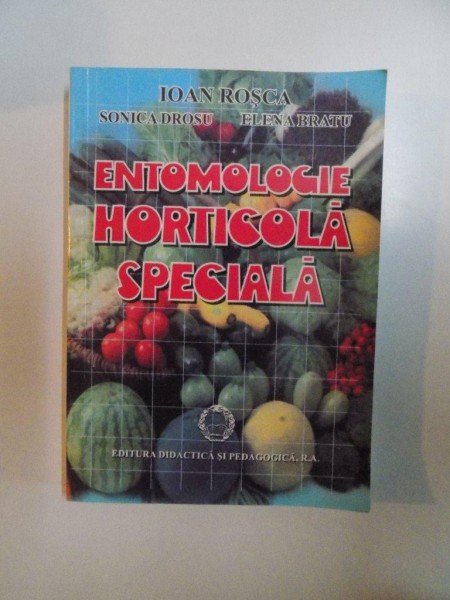 IOAN ROȘCA
SONICA DROSU ELENA BRATU
ENTOMOLOGIE
HORTICOLĂ
SPECIALĂ
EDITURA DIDACTICĂ ȘI PEDAGOGICĂ, R.A.